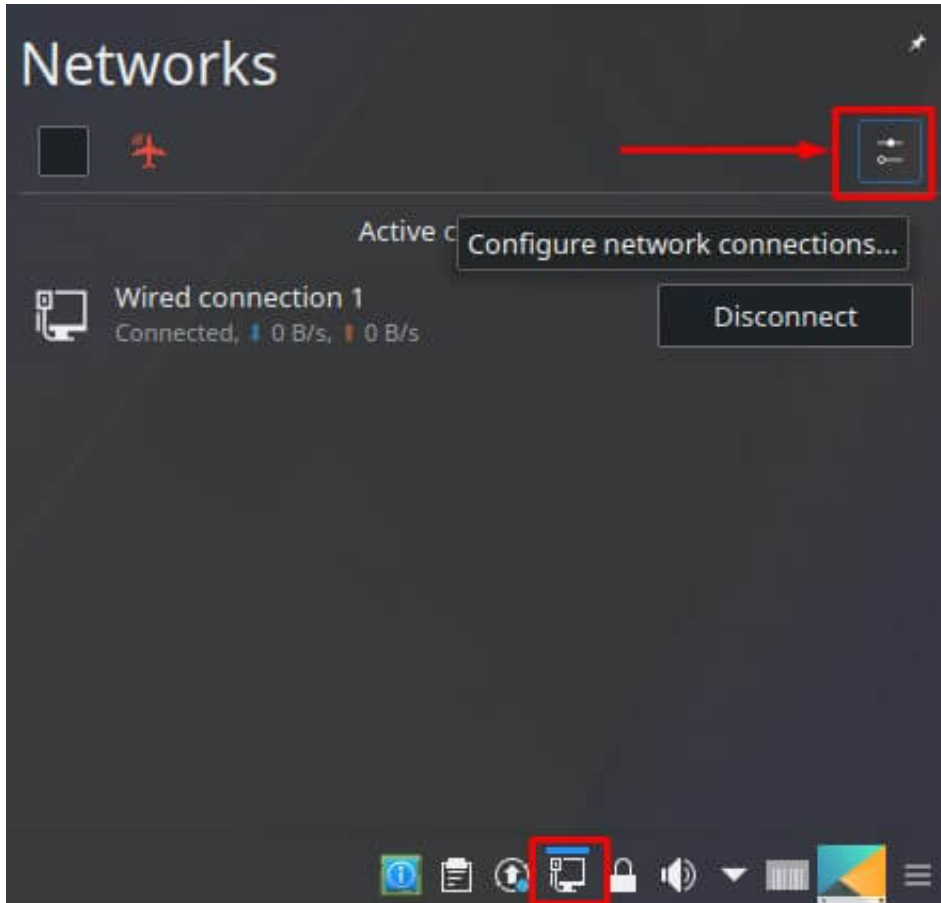 Networks
Active c
Configure network connections...
Wired connection 1
Disconnect
Connected, 0 B/s, 0 B/s